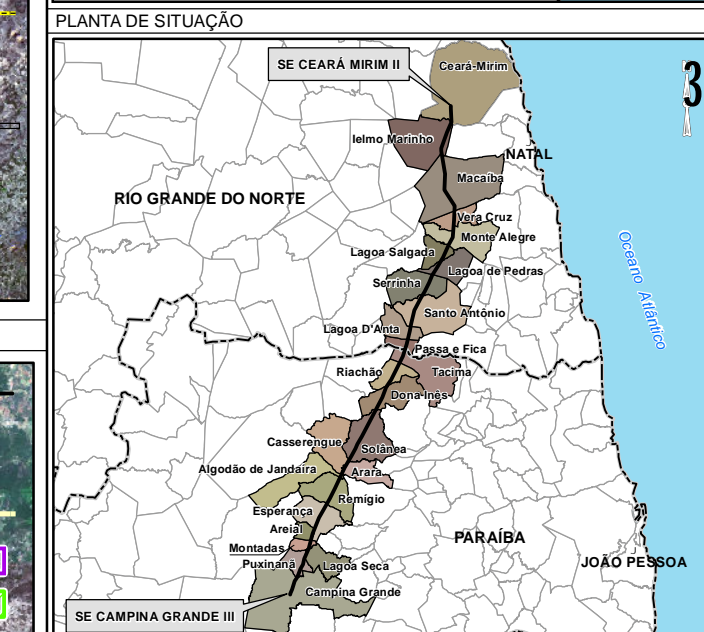 PLANTA DE SITUAÇÃO
SE CEARÁ MIRIM II
Ceará-Mirim
3
Ielmo Marinho
NATAL
Macaíba
RIO GRANDE DO NORTE
Vera Cruz
Monte Alegre
Lagoa Salgada
Lagoa de Pedras
Serrinha
Oceano Atlântico
Santo Antônio
Lagoa D'Anta
Passa e Fica
Riachão
Tacima
Dona Inês
Casserengue
Solânea
Algodão de Jandaíra
Arara
Remígio
Esperança
Areial
PARAÍBA
Montadas
JOÃO PESSOA
Puxinanã
Lagoa Seca
Campina Grande
SE CAMPINA GRANDE III